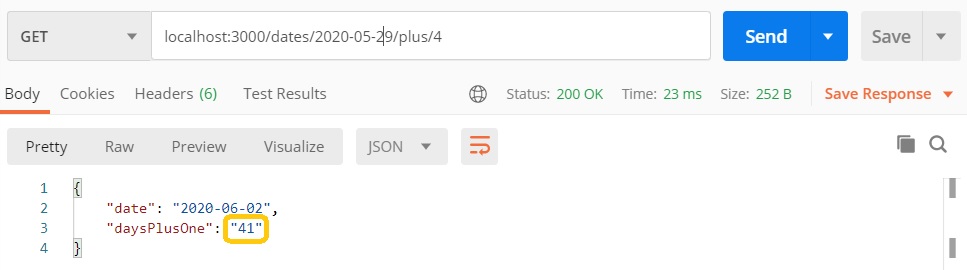 GET localhost:3000/dates/2020-05-29/plus/4 Send Save
Body Cookies Headers (6) Test Results Status: 200 OK Time: 23 ms Size: 252 B Save Response
Pretty Raw Preview Visualize JSON
1 {
2 "date": "2020-06-02",
3 "daysPlusOne": "41"
4 }